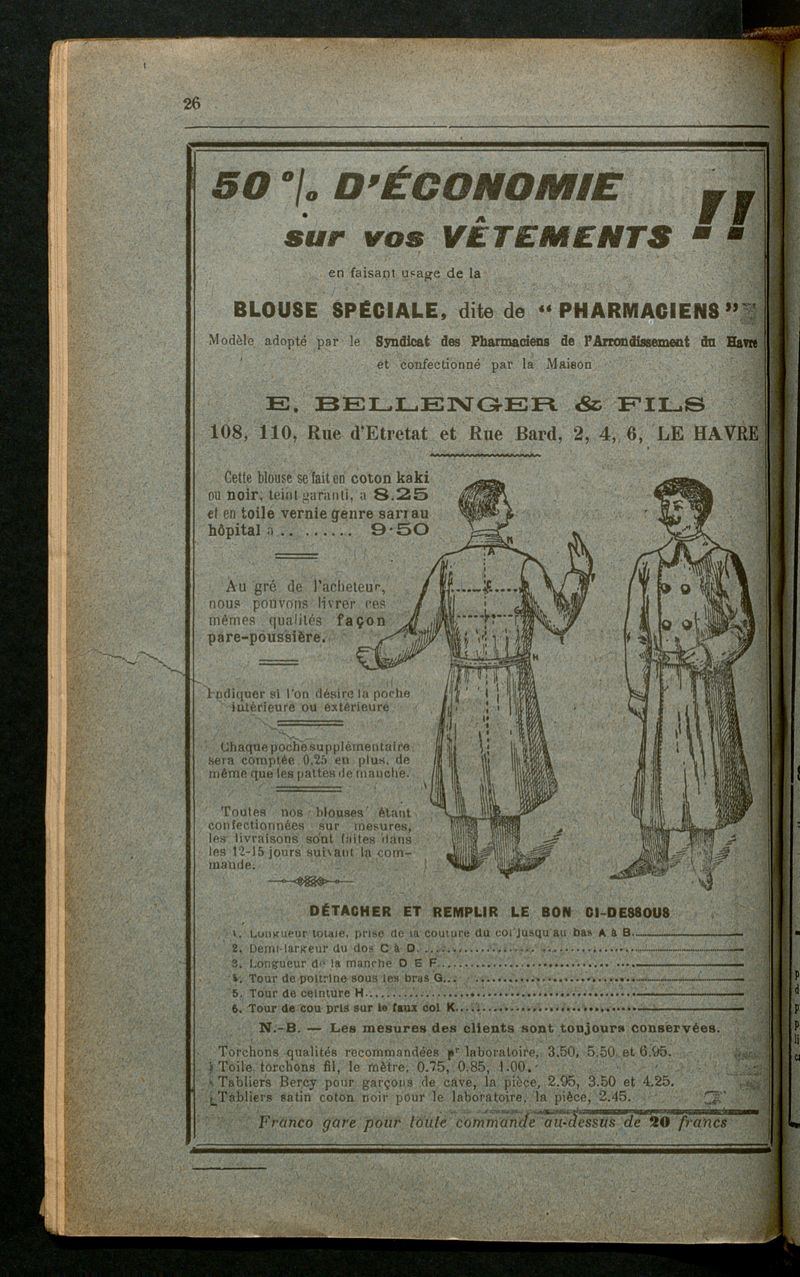 26
50 % D'ÉCONOMIE !!
sur vos VÊTEMENTS
en faisant usage de la
BLOUSE SPÉCIALE, dite de “ PHARMACIENS ”
Modèle adopté par le Syndicat des Pharmaciens de l'Arrondissement du Havre
et confectionné par la Maison
E. BELLENGER & FILS
108, 110, Rue d'Etretat et Rue Bard, 2, 4, 6, LE HAVRE
Cette blouse se fait en coton kaki
ou noir, teint garanti, à 8.25
et en toile vernie genre sarrau
hôpital à .. ....... 9.50
Au gré de l'acheteur,
nous pouvons livrer ces
mêmes qualités façon
pare-poussière.
Indiquer si l'on désire la poche
intérieure ou extérieure
Chaque poche supplémentaire
sera comptée 0.25 en plus, de
même que les pattes de manche.
Toutes nos blouses étant
confectionnées sur mesures,
les livraisons sont faites dans
les 12-15 jours suivant la com-
mande.
DÉTACHER ET REMPLIR LE BON CI-DESSOUS
1. Longueur totale, prise de la couture du col jusqu'au bas A à B
2. Demi-largeur du dos C à D
3. Longueur de la manche D E F
4. Tour de poitrine sous les bras G
5. Tour de ceinture H
6. Tour de cou pris sur le faux col K
N.-B. — Les mesures des clients sont toujours conservées.
Torchons qualités recommandées pr laboratoire, 3.50, 5.50 et 6.95.
Toile torchons fil, le mètre, 0.75, 0.85, 1.00.
Tabliers Bercy pour garçons de cave, la pièce, 2.95, 3.50 et 4.25.
Tabliers satin coton noir pour le laboratoire, la pièce, 2.45.
Franco gare pour toute commande au-dessus de 20 francs